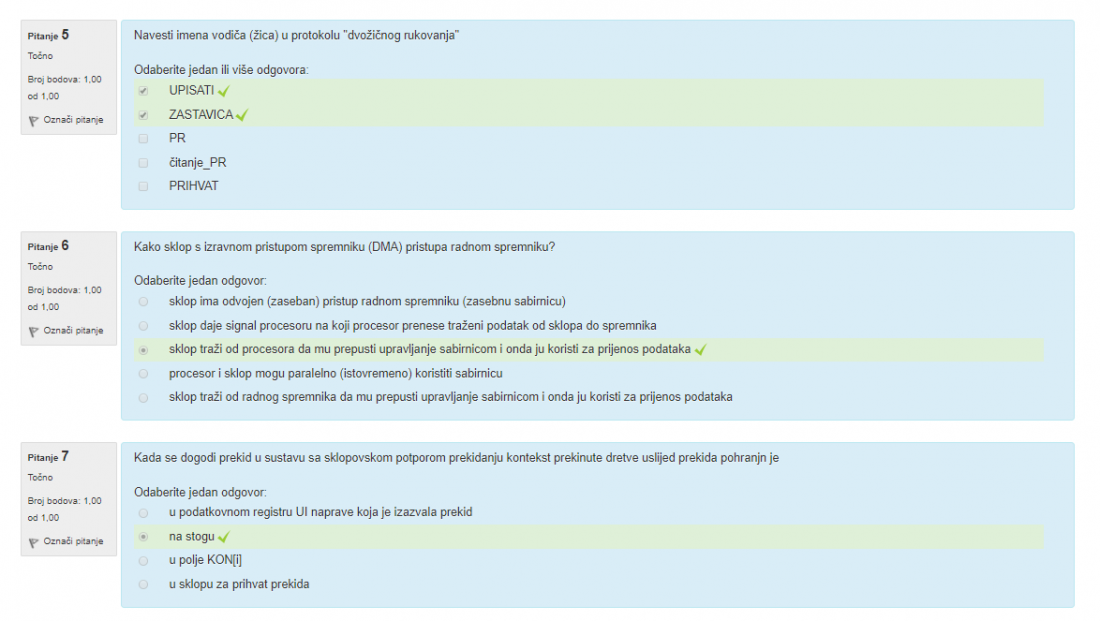 Pitanje 5
Točno
Broj bodova: 1,00
od 1,00
Označi pitanje
Navesti imena vodiča (žica) u protokolu "dvožičnog rukovanja"
Odaberite jedan ili više odgovora:
UPISATI
ZASTAVICA
PR
čitanje_PR
PRIHVAT
Pitanje 6
Točno
Broj bodova: 1,00
od 1,00
Označi pitanje
Kako sklop s izravnom pristupom spremniku (DMA) pristupa radnom spremniku?
Odaberite jedan odgovor:
sklop ima odvojen (zaseban) pristup radnom spremniku (zasebnu sabirnicu)
sklop daje signal procesoru na koji procesor prenese traženi podatak od sklopa do spremnika
sklop traži od procesora da mu prepusti upravljanje sabirnicom i onda ju koristi za prijenos podataka
procesor i sklop mogu paralelno (istovremeno) koristiti sabirnicu
sklop traži od radnog spremnika da mu prepusti upravljanje sabirnicom i onda ju koristi za prijenos podataka
Pitanje 7
Točno
Broj bodova: 1,00
od 1,00
Označi pitanje
Kada se dogodi prekid u sustavu sa sklopovskom potporom prekidanju kontekst prekinute dretve uslijed prekida pohranjn je
Odaberite jedan odgovor:
u podatkovnom registru UI naprave koja je izazvala prekid
na stogu
u polje KON[i]
u sklopu za prihvat prekida